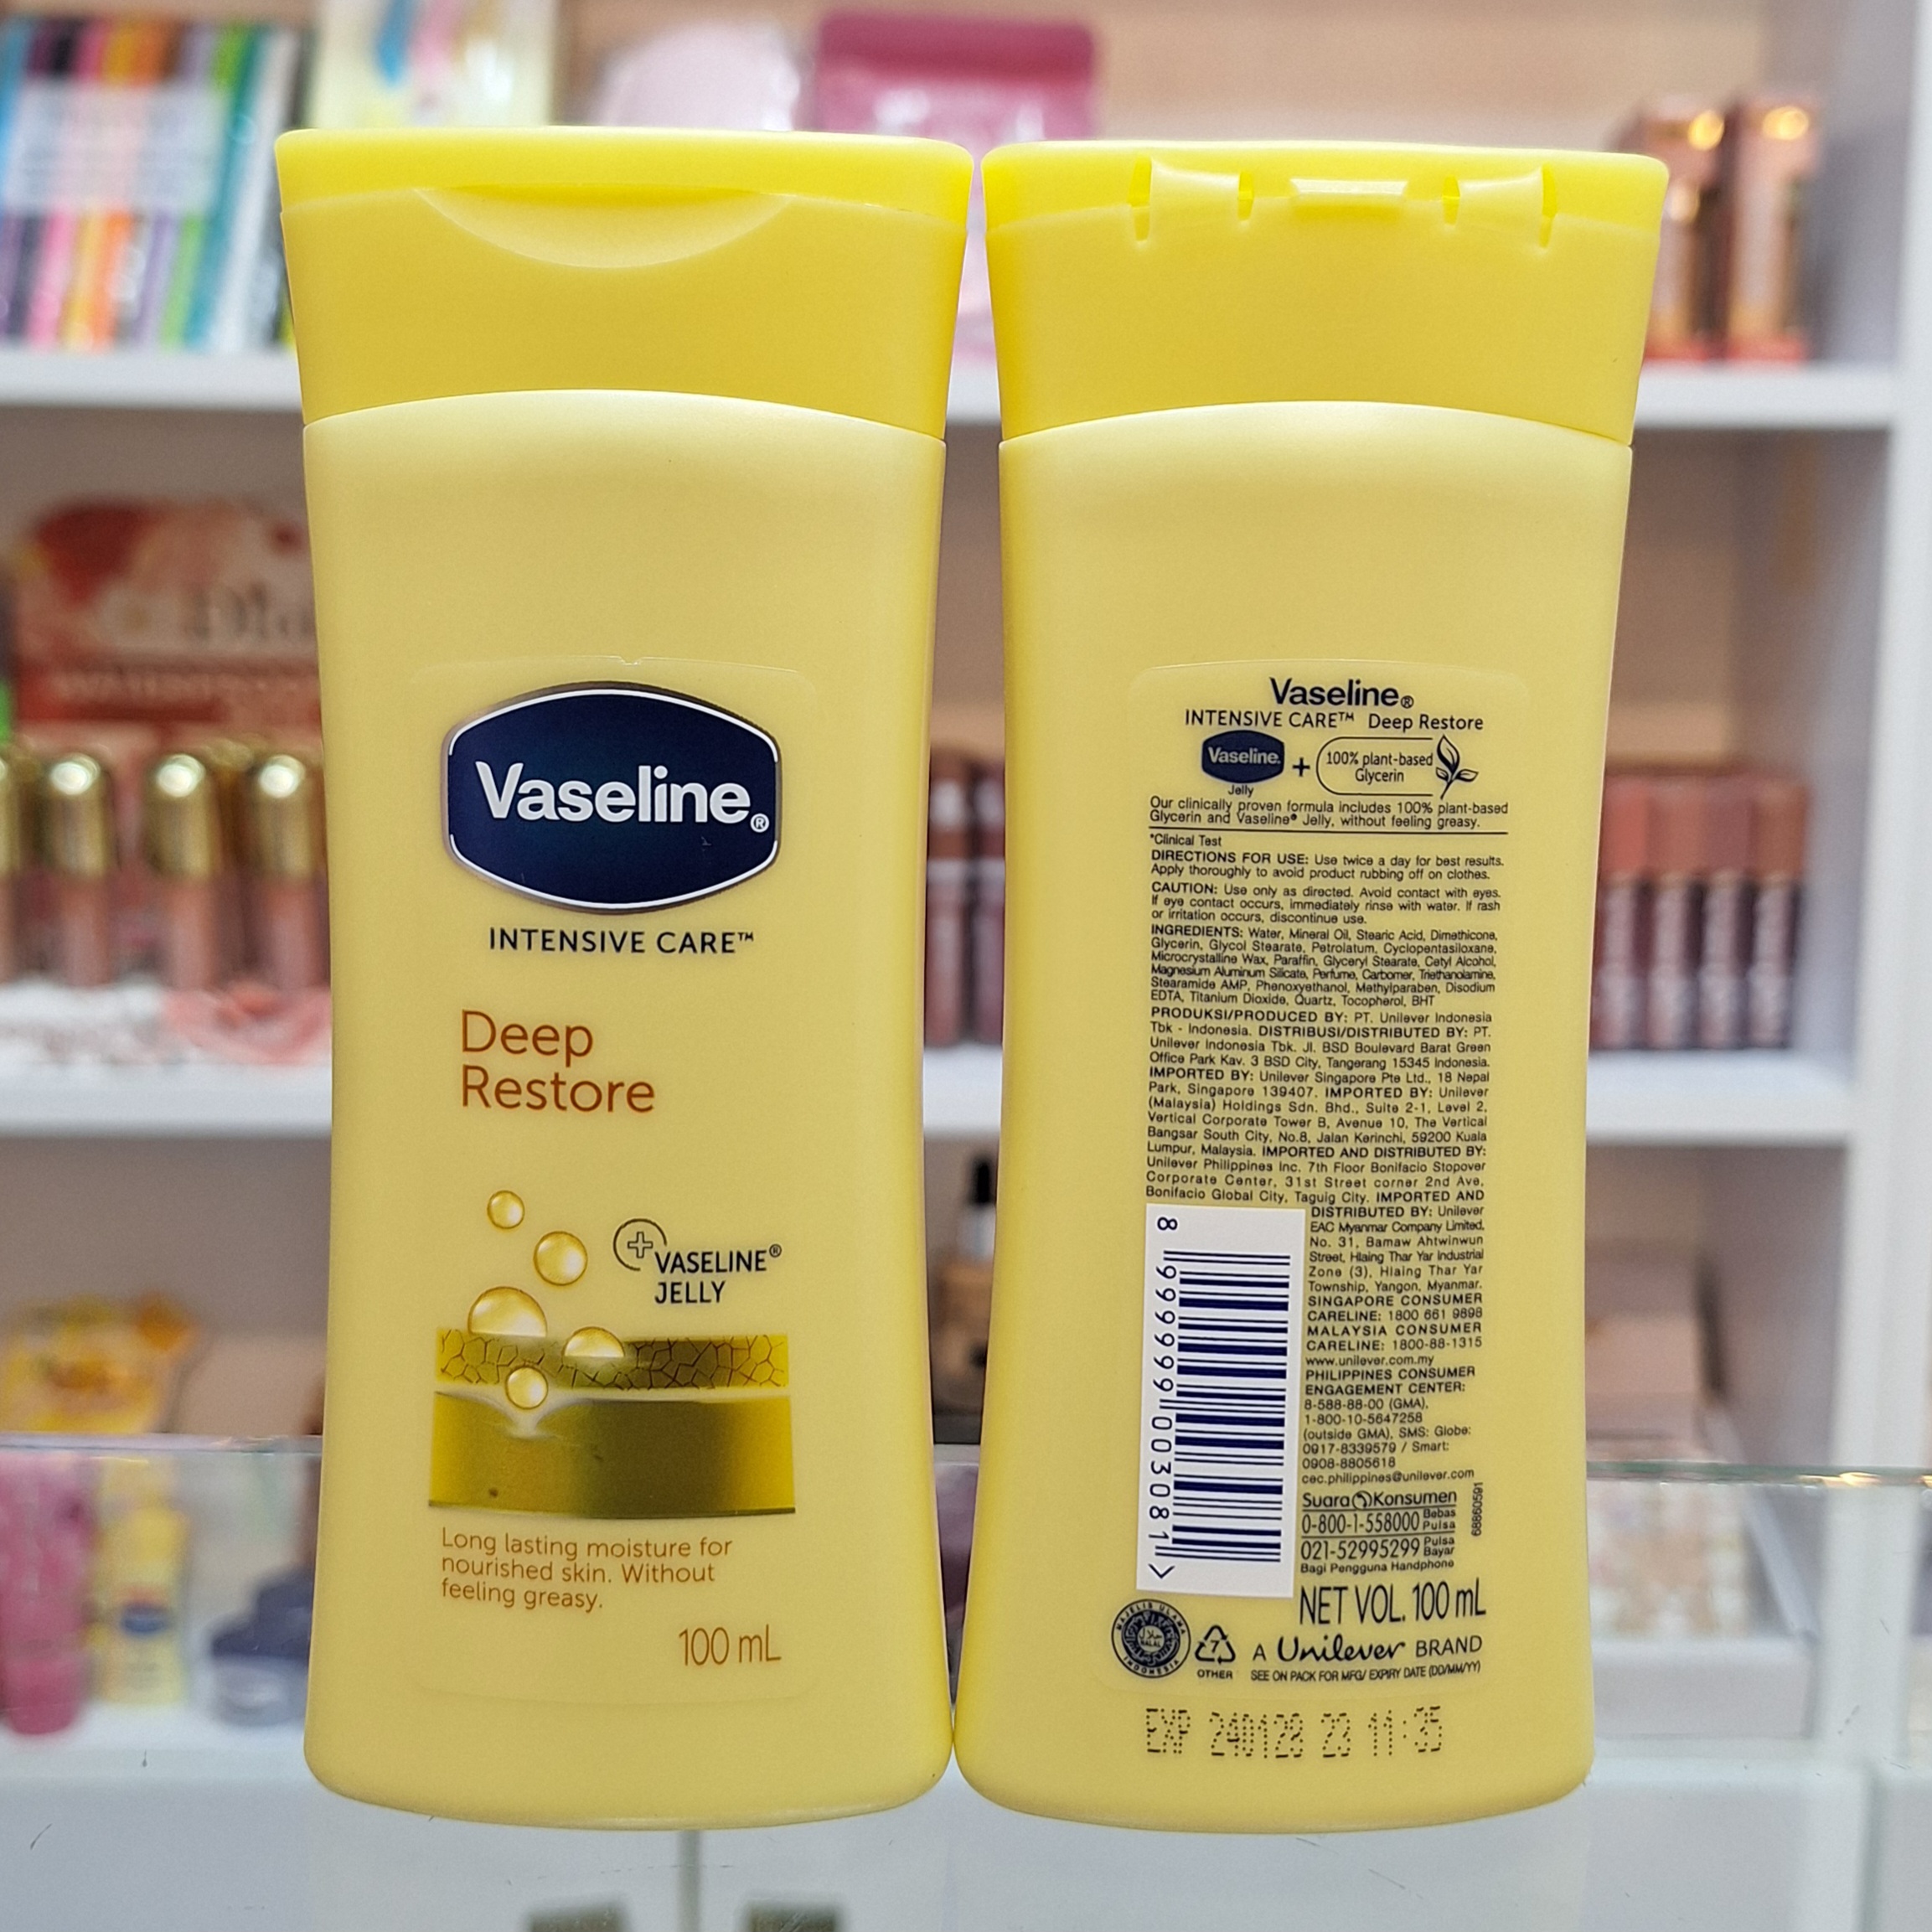 Vaseline®
INTENSIVE CARE™
Deep
Restore
VASELINE®
JELLY
Long lasting moisture for
nourished skin. Without
feeling greasy.
100 mL
Vaseline®
INTENSIVE CARE™ Deep Restore
Vaseline.
Jelly
+
100% plant-based
Glycerin
Our clinically proven formula includes 100% plant-based
Glycerin and Vaseline® Jelly, without feeling greasy.
*Clinical Test
DIRECTIONS FOR USE: Use twice a day for best results.
Apply thoroughly to avoid product rubbing off on clothes.
CAUTION: Use only as directed. Avoid contact with eyes.
If eye contact occurs, immediately rinse with water. If rash
or irritation occurs, discontinue use.
INGREDIENTS: Water, Mineral Oil, Stearic Acid, Dimethicone,
Glycerin, Glycol Stearate, Petrolatum, Cyclopentasiloxane,
Microcrystalline Wax, Paraffin, Glyceryl Stearate, Cetyl Alcohol,
Magnesium Aluminum Silicate, Perfume, Carbomer, Triethanolamine,
Stearamide AMP, Phenoxyethanol, Methylparaben, Disodium
EDTA, Titanium Dioxide, Quartz, Tocopherol, BHT
PRODUKSI/PRODUCED BY: PT. Unilever Indonesia
Tbk - Indonesia. DISTRIBUSI/DISTRIBUTED BY: PT.
Unilever Indonesia Tbk. Jl. BSD Boulevard Barat Green
Office Park Kav. 3 BSD City, Tangerang 15345 Indonesia.
IMPORTED BY: Unilever Singapore Pte Ltd., 18 Nepal
Park, Singapore 139407. IMPORTED BY: Unilever
(Malaysia) Holdings Sdn. Bhd., Suite 2-1, Level 2,
Vertical Corporate Tower B, Avenue 10, The Vertical
Bangsar South City, No.8, Jalan Kerinchi, 59200 Kuala
Lumpur, Malaysia. IMPORTED AND DISTRIBUTED BY:
Unilever Philippines Inc. 7th Floor Bonifacio Stopover
Corporate Center, 31st Street corner 2nd Ave.
Bonifacio Global City, Taguig City. IMPORTED AND
DISTRIBUTED BY: Unilever
EAC Myanmar Company Limited.
No. 31, Bamaw Ahtwinwun
Street, Hlaing Thar Yar Industrial
Zone (3), Hlaing Thar Yar
Township, Yangon, Myanmar.
SINGAPORE CONSUMER
CARELINE: 1800 661 9898
MALAYSIA CONSUMER
CARELINE: 1800-88-1315
www.unilever.com.my
PHILIPPINES CONSUMER
ENGAGEMENT CENTER:
8-588-88-00 (GMA),
1-800-10-5647258
(outside GMA), SMS: Globe:
0917-8339579 / Smart:
0908-8805618
cec.philippines@unilever.com
Suara Konsumen
0-800-1-558000 Bebas Pulsa
021-52995299 Pulsa Bayar
Bagi Pengguna Handphone
68860591
8 999999 003081 >
NET VOL. 100 mL
MAJELIS ULAMA
حلال
HALAL
INDONESIA
7
OTHER
A Unilever BRAND
SEE ON PACK FOR MFG/ EXPIRY DATE (DD/MM/YY)
EXP 240128 23 11:35